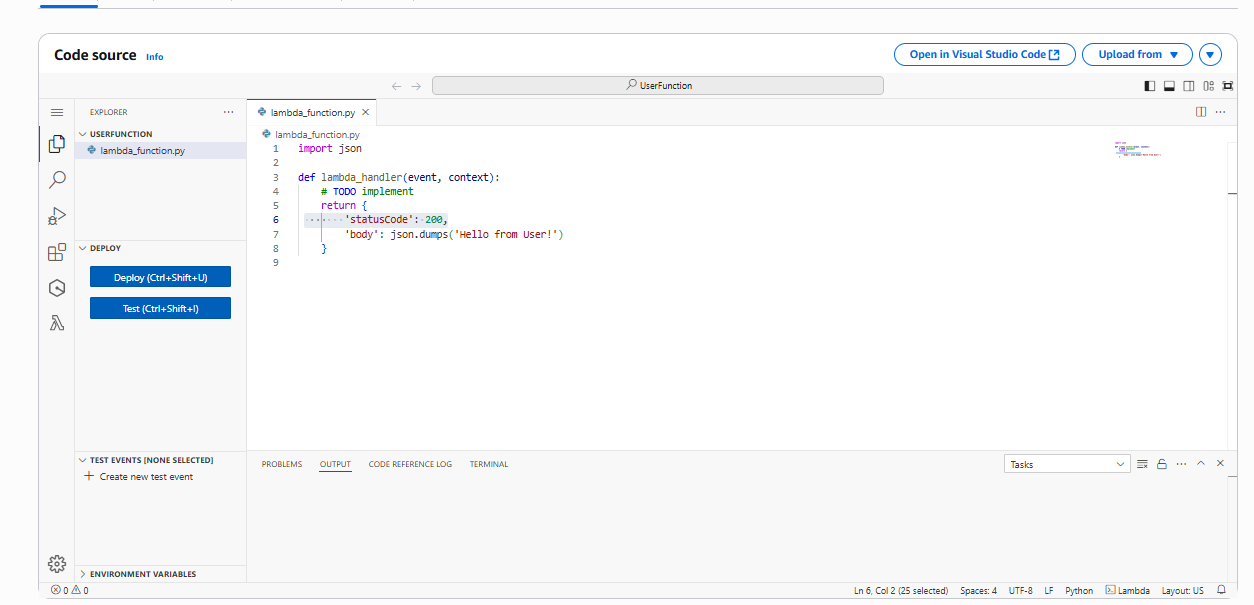 Code source Info
Open in Visual Studio Code
Upload from
UserFunction
EXPLORER
USERFUNCTION
lambda_function.py
DEPLOY
Deploy (Ctrl+Shift+U)
Test (Ctrl+Shift+I)
TEST EVENTS [NONE SELECTED]
Create new test event
ENVIRONMENT VARIABLES
lambda_function.py
lambda_function.py
1 import json
2
3 def lambda_handler(event, context):
4     # TODO implement
5     return {
6         'statusCode': 200,
7         'body': json.dumps('Hello from User!')
8     }
9
PROBLEMS OUTPUT CODE REFERENCE LOG TERMINAL
Tasks
0 0
Ln 6, Col 2 (25 selected) Spaces: 4 UTF-8 LF Python Lambda Layout: US